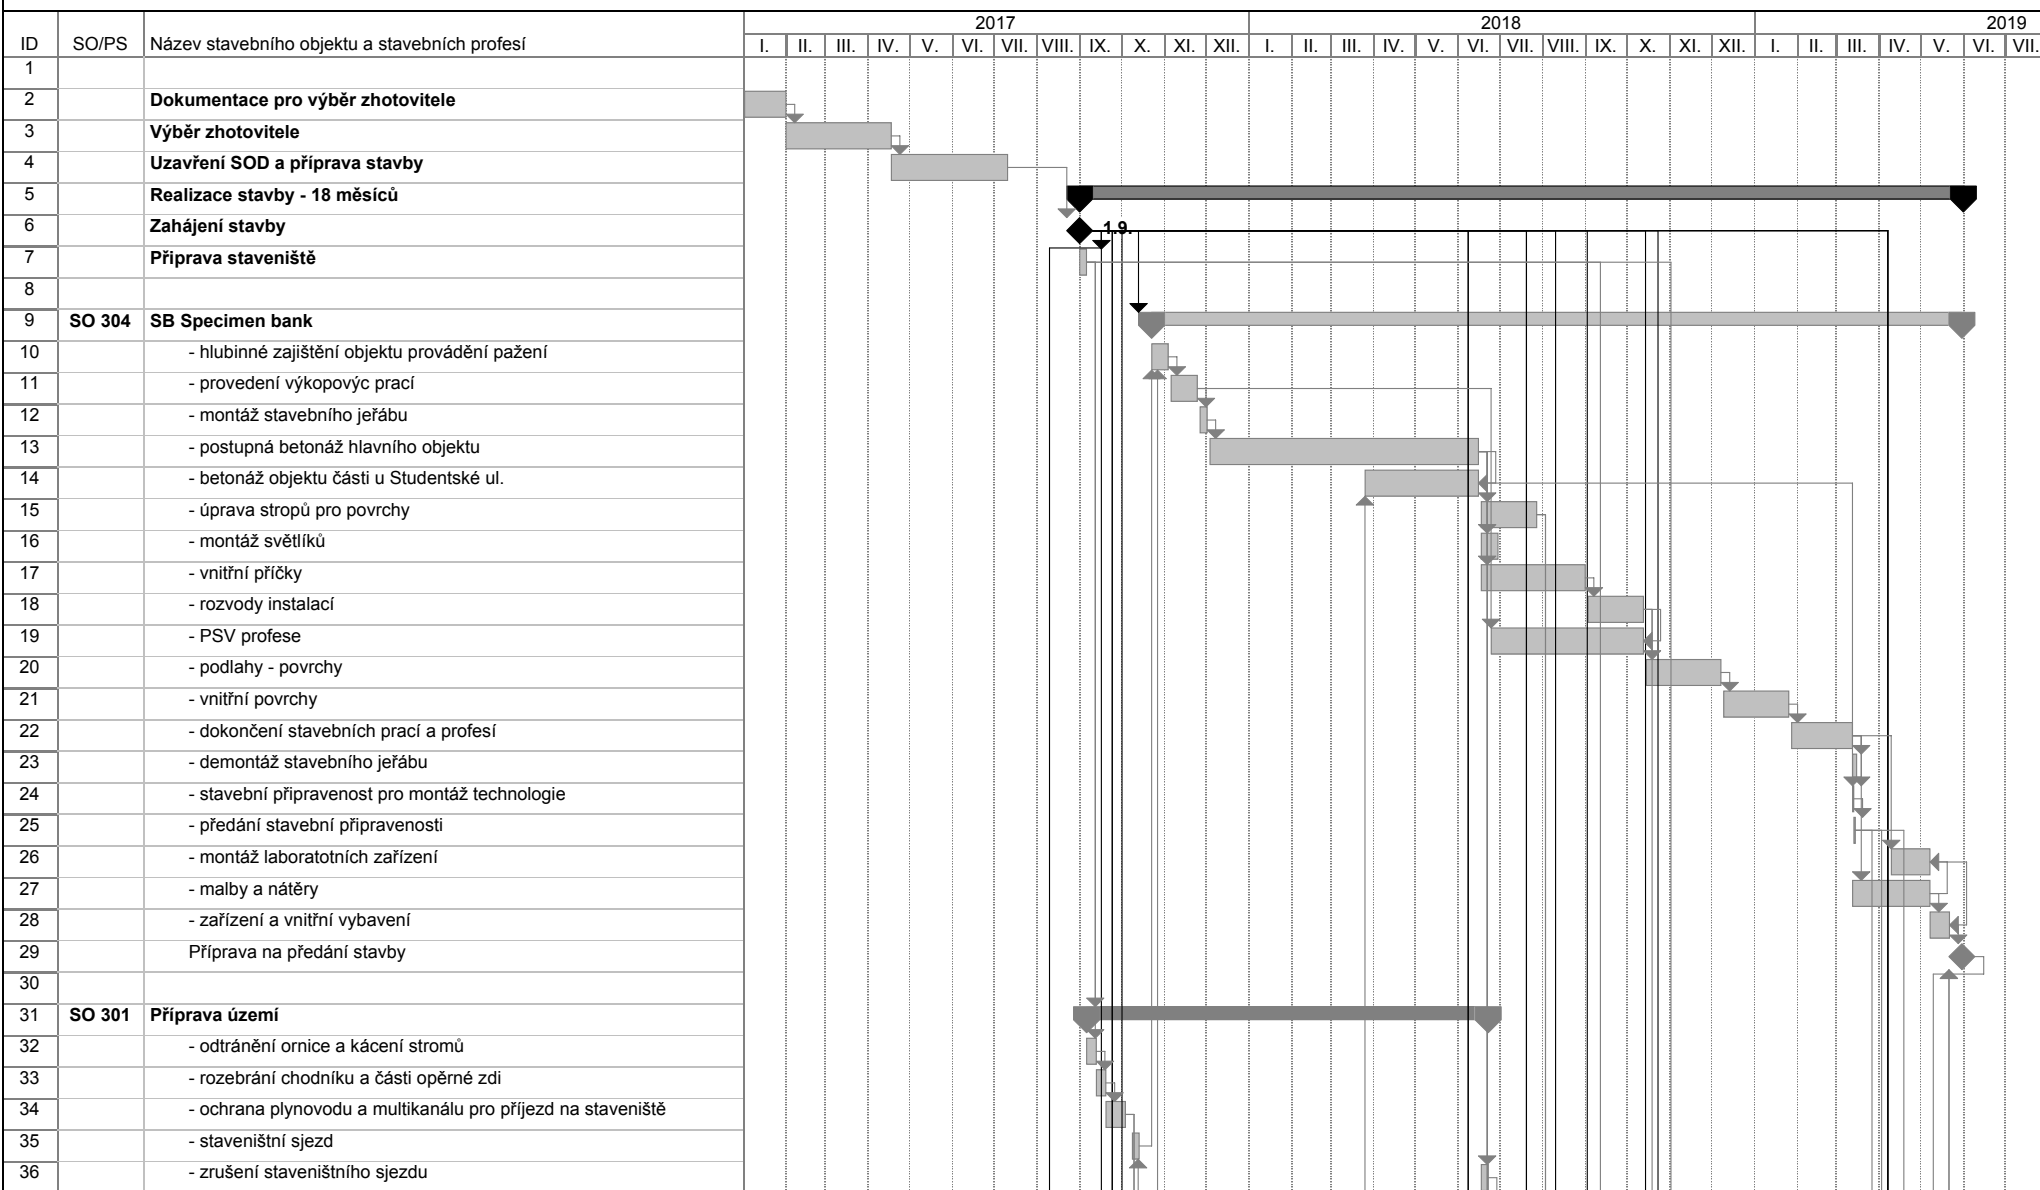 2017 2018 2019
ID SO/PS Název stavebního objektu a stavebních profesí I. II. III. IV. V. VI. VII. VIII. IX. X. XI. XII. I. II. III. IV. V. VI. VII. VIII. IX. X. XI. XII. I. II. III. IV. V. VI. VII.
1
2 Dokumentace pro výběr zhotovitele
3 Výběr zhotovitele
4 Uzavření SOD a příprava stavby
5 Realizace stavby - 18 měsíců
6 Zahájení stavby 1.9.
7 Připrava staveniště
8
9 SO 304 SB Specimen bank
10 - hlubinné zajištění objektu provádění pažení
11 - provedení výkopovýc prací
12 - montáž stavebního jeřábu
13 - postupná betonáž hlavního objektu
14 - betonáž objektu části u Studentské ul.
15 - úprava stropů pro povrchy
16 - montáž světlíků
17 - vnitřní příčky
18 - rozvody instalací
19 - PSV profese
20 - podlahy - povrchy
21 - vnitřní povrchy
22 - dokončení stavebních prací a profesí
23 - demontáž stavebního jeřábu
24 - stavební připravenost pro montáž technologie
25 - předání stavební připravenosti
26 - montáž laboratotních zařízení
27 - malby a nátěry
28 - zařízení a vnitřní vybavení
29 Příprava na předání stavby
30
31 SO 301 Příprava území
32 - odtránění ornice a kácení stromů
33 - rozebrání chodníku a části opěrné zdi
34 - ochrana plynovodu a multikanálu pro příjezd na staveniště
35 - staveništní sjezd
36 - zrušení staveništního sjezdu